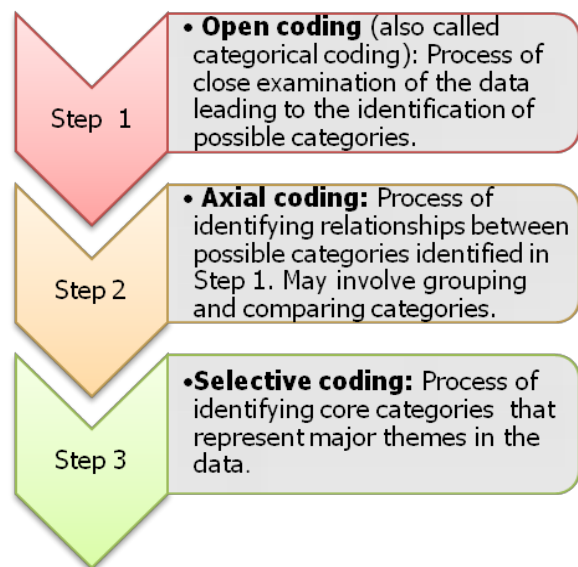 Step 1
• Open coding (also called
categorical coding): Process of
close examination of the data
leading to the identification of
possible categories.
Step 2
• Axial coding: Process of
identifying relationships between
possible categories identified in
Step 1. May involve grouping
and comparing categories.
Step 3
•Selective coding: Process of
identifying core categories that
represent major themes in the
data.